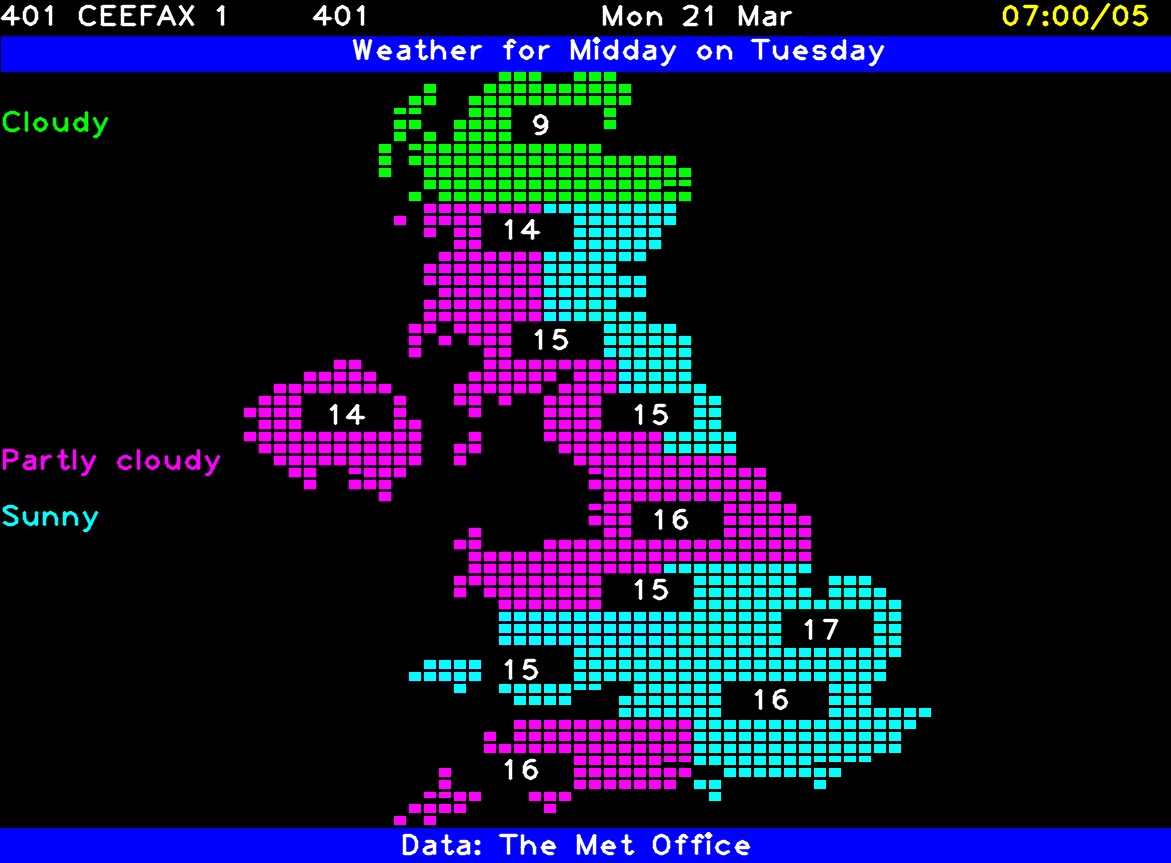 401 CEEFAX 1 401 Mon 21 Mar 07:00/05
Weather for Midday on Tuesday
Cloudy
9
14
15
14
15
Partly cloudy
Sunny
16
15
17
15
16
16
Data: The Met Office